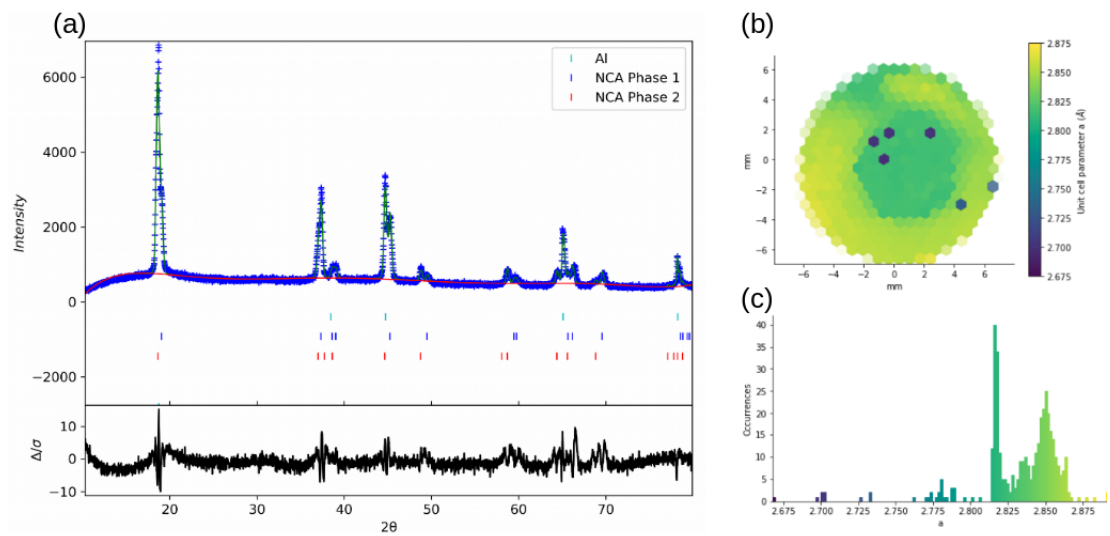 (a)
6000
4000
2000
0
−2000
Intensity
Al
NCA Phase 1
NCA Phase 2
10
0
−10
Δ/σ
20 30 40 50 60 70
2θ
(b)
6
4
2
0
−2
−4
−6
mm
−6 −4 −2 0 2 4 6
mm
2.875
2.850
2.825
2.800
2.775
2.750
2.725
2.700
2.675
Unit cell parameter a (Å)
(c)
40
35
30
25
20
15
10
5
0
Occurrences
2.675 2.700 2.725 2.750 2.775 2.800 2.825 2.850 2.875
a